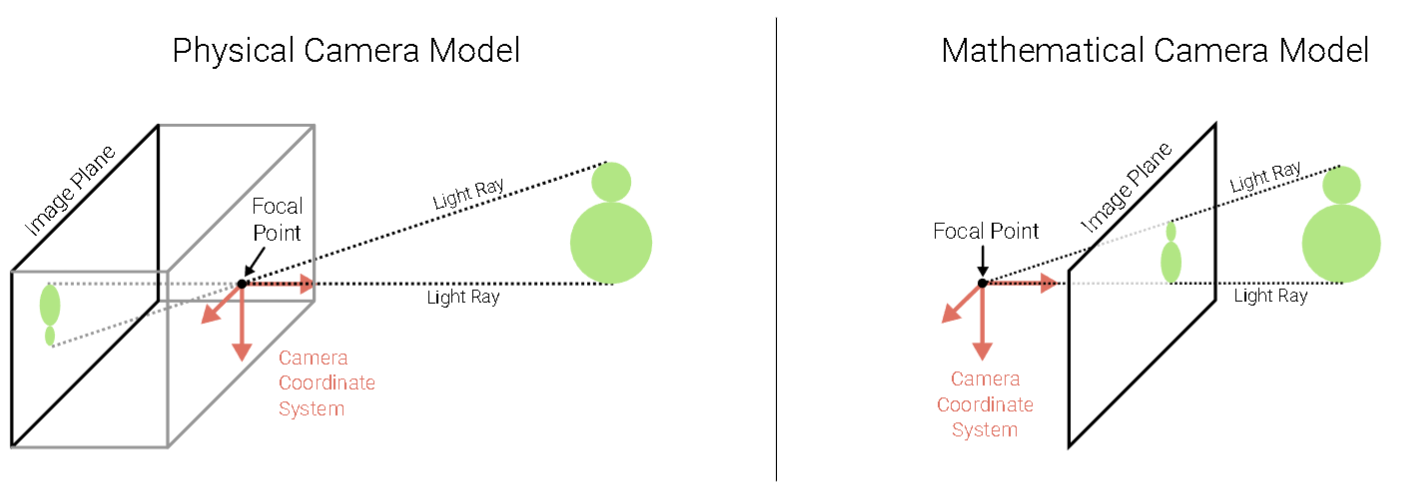 Physical Camera Model
Image Plane
Focal
Point
Light Ray
Light Ray
Camera
Coordinate
System
Mathematical Camera Model
Image Plane
Light Ray
Focal Point
Light Ray
Camera
Coordinate
System